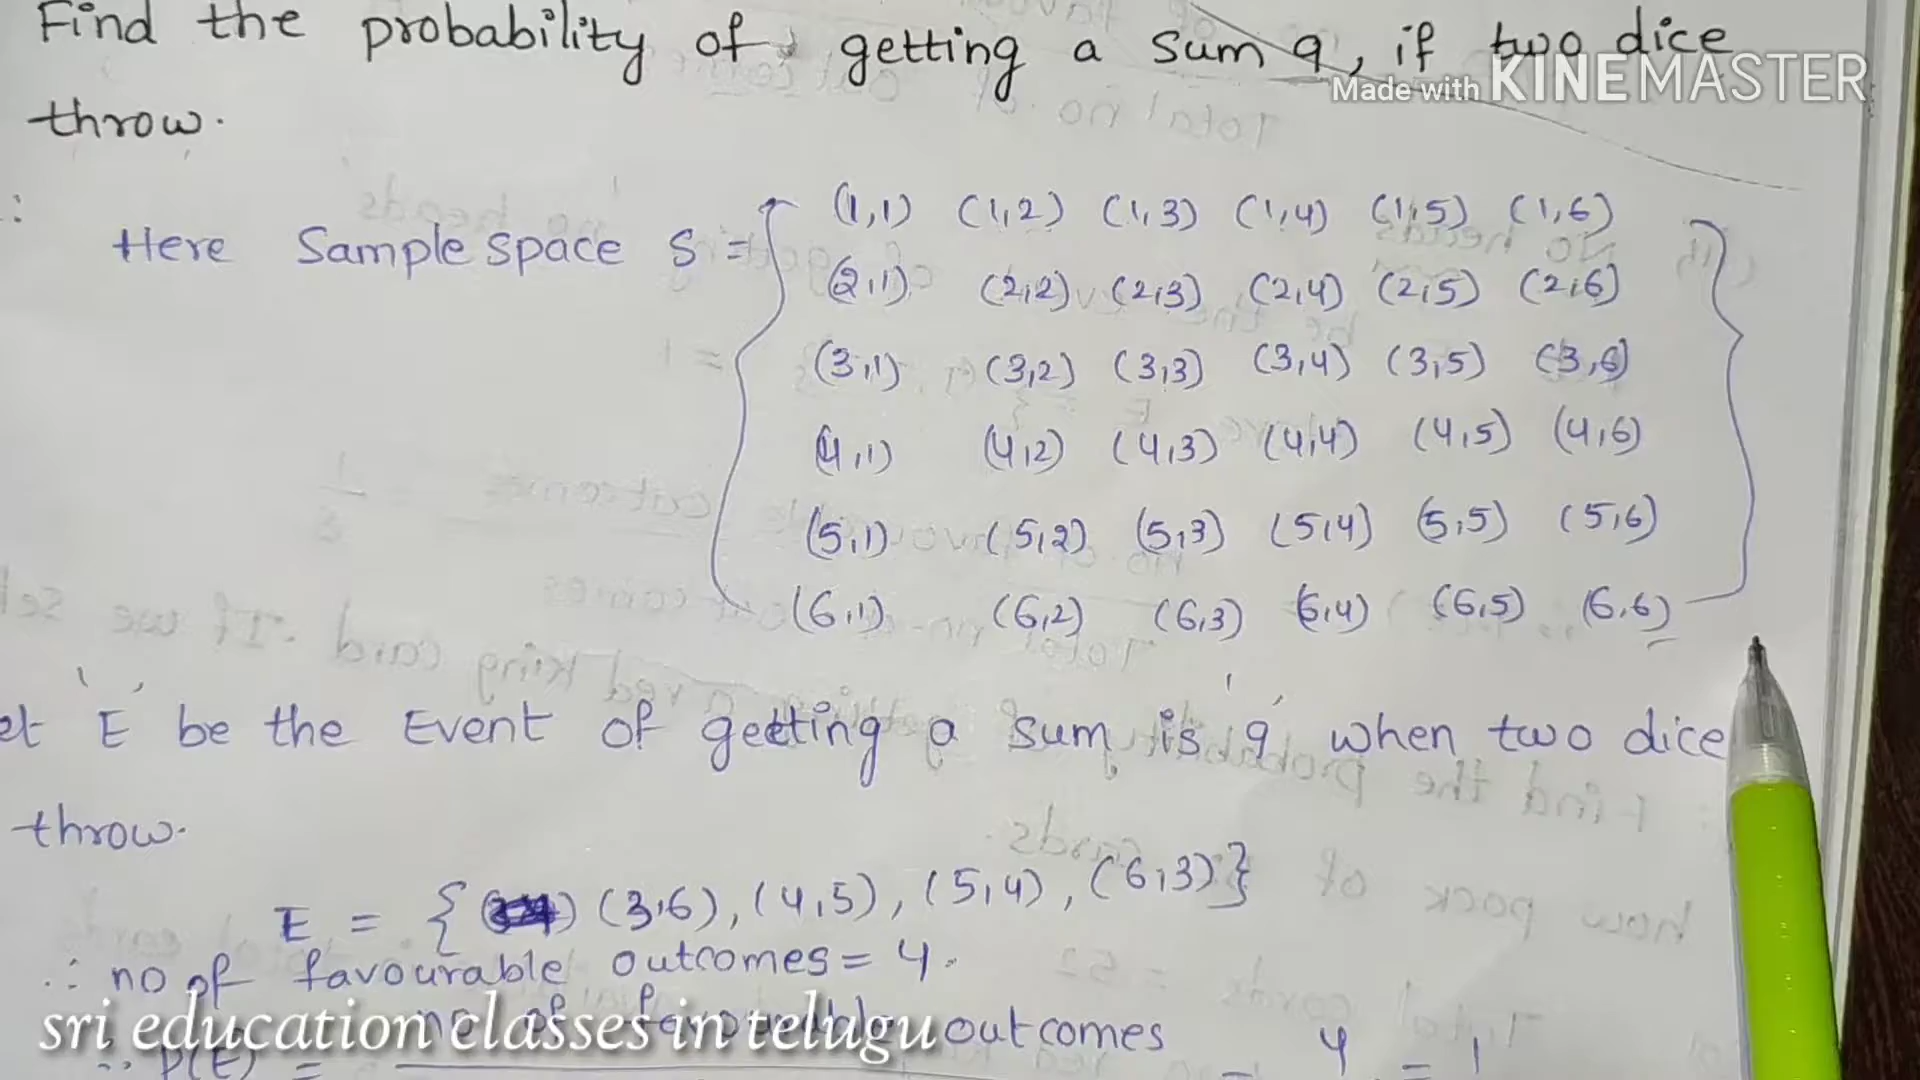 Find the probability of getting a sum 9, if two dice
Made with KINEMASTER
throw.
Here Sample space S = { (1,1) (1,2) (1,3) (1,4) (1,5) (1,6)
(2,1) (2,2) (2,3) (2,4) (2,5) (2,6)
(3,1) (3,2) (3,3) (3,4) (3,5) (3,6)
(4,1) (4,2) (4,3) (4,4) (4,5) (4,6)
(5,1) (5,2) (5,3) (5,4) (5,5) (5,6)
(6,1) (6,2) (6,3) (6,4) (6,5) (6,6) }
et 'E' be the Event of getting a sum is '9' when two dice
throw.
E = { (3,6), (4,5), (5,4), (6,3) }
∴ no of favourable outcomes = 4.
sri education classes in telugu
∴ P(E) = no of favourable outcomes = 4 = 1